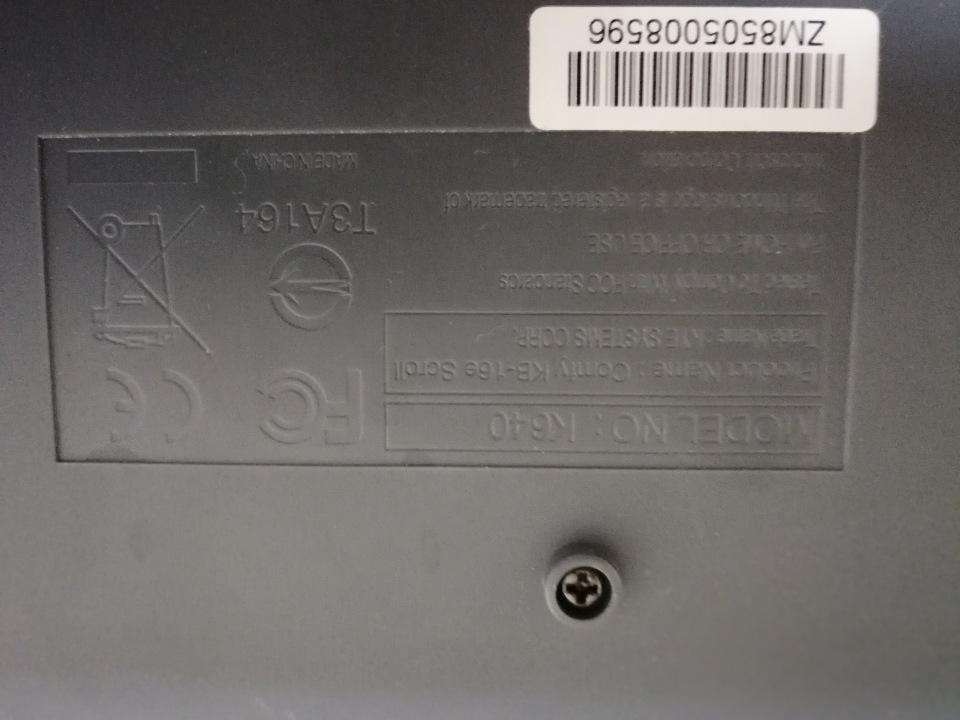 MODEL NO : K640
Product Name : Comfy KB-16e Scroll
Trade Name : KYE SYSTEMS CORP.
Tested To Comply With FCC Standards
For HOME OR OFFICE USE
The Windows logo is a registered trademark of
Microsoft Corporation
FC
CE
T3A164
MADE IN CHINA
ZM8505008596